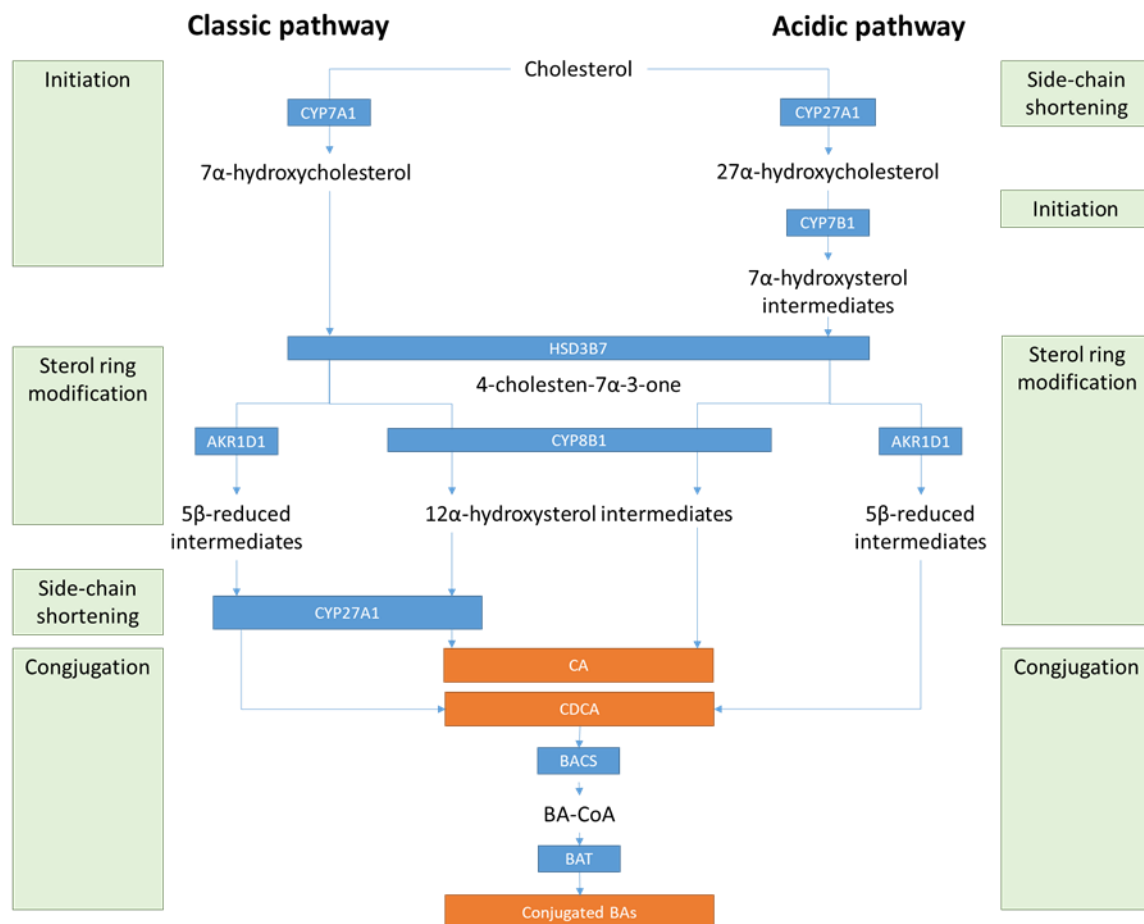 Classic pathway
Acidic pathway
Initiation
Cholesterol
Side-chain
shortening
CYP7A1
CYP27A1
7α-hydroxycholesterol
27α-hydroxycholesterol
Initiation
CYP7B1
7α-hydroxysterol
intermediates
HSD3B7
Sterol ring
modification
4-cholesten-7α-3-one
Sterol ring
modification
AKR1D1
CYP8B1
AKR1D1
5β-reduced
intermediates
12α-hydroxysterol intermediates
5β-reduced
intermediates
Side-chain
shortening
CYP27A1
Congjugation
CA
Congjugation
CDCA
BACS
BA-CoA
BAT
Conjugated BAs